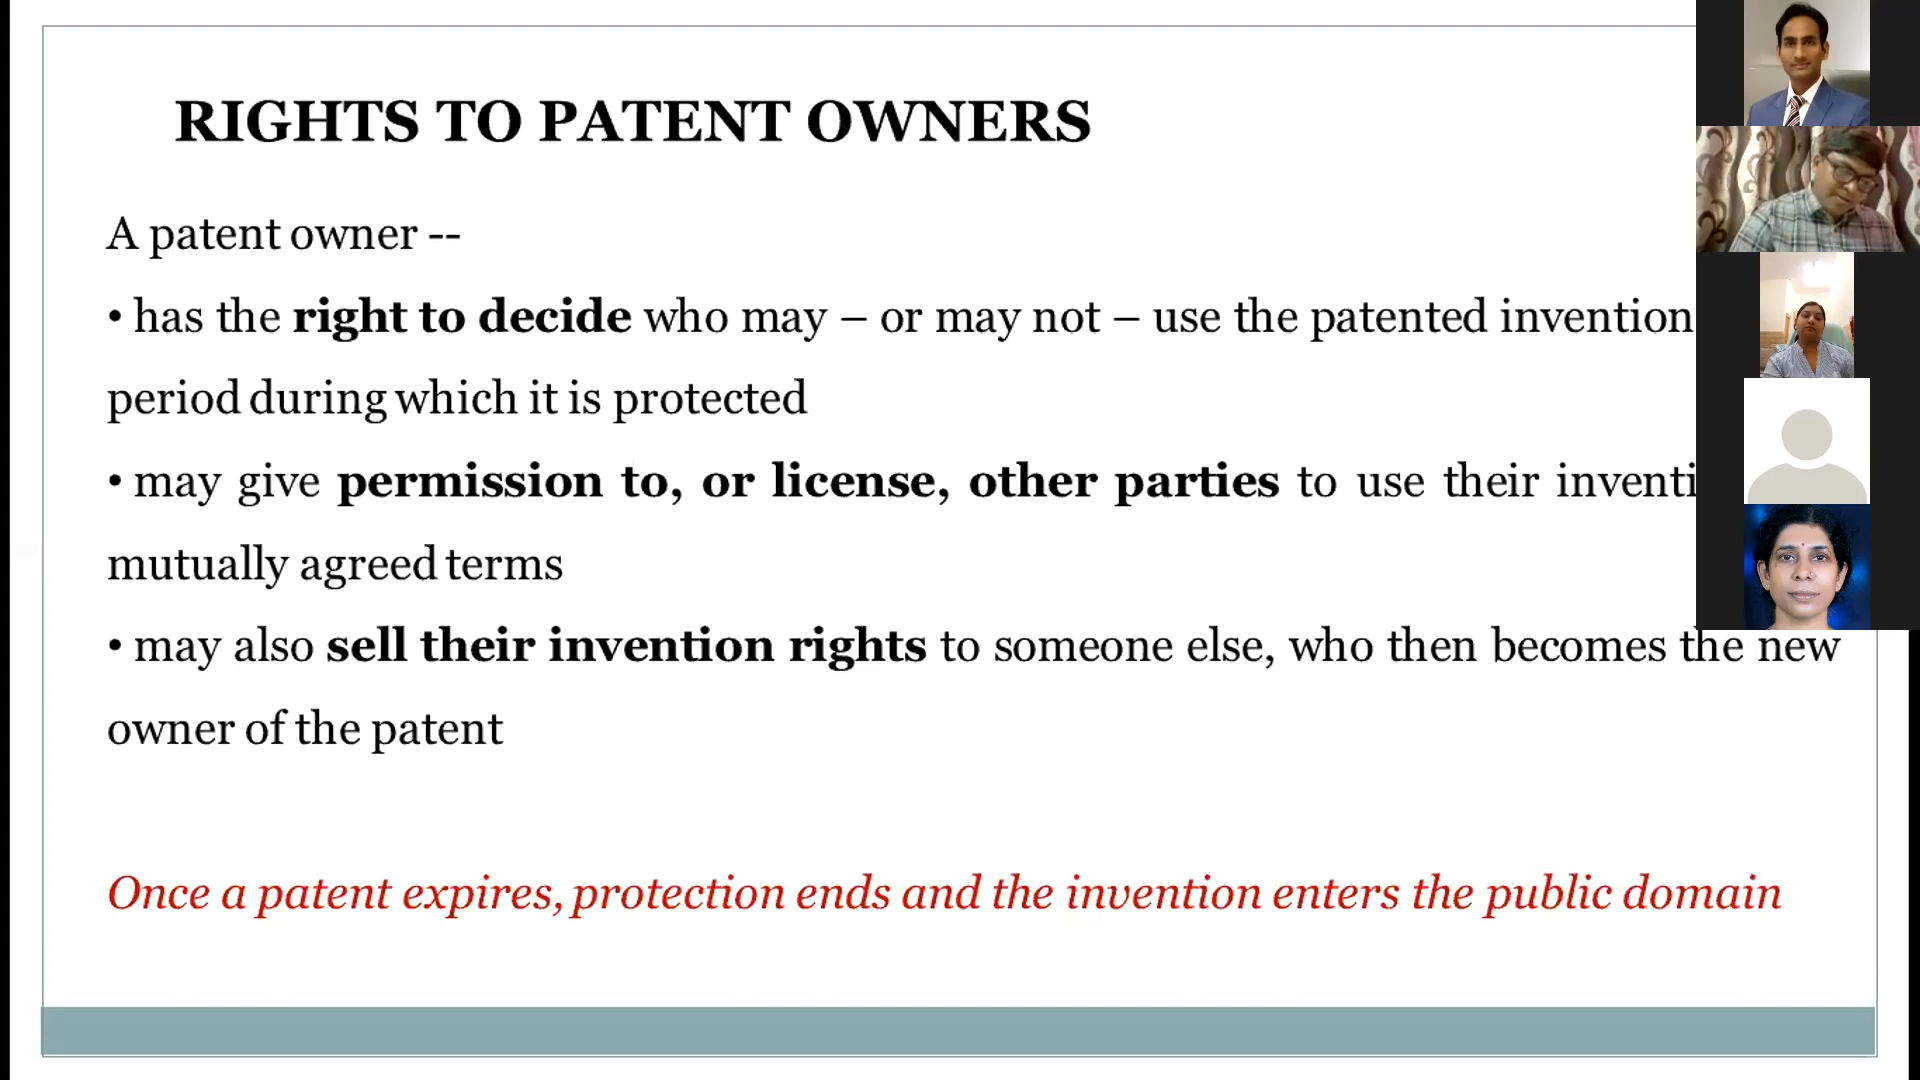 RIGHTS TO PATENT OWNERS
A patent owner --
• has the right to decide who may – or may not – use the patented invention
period during which it is protected
• may give permission to, or license, other parties to use their inventi
mutually agreed terms
• may also sell their invention rights to someone else, who then becomes the new
owner of the patent
Once a patent expires, protection ends and the invention enters the public domain